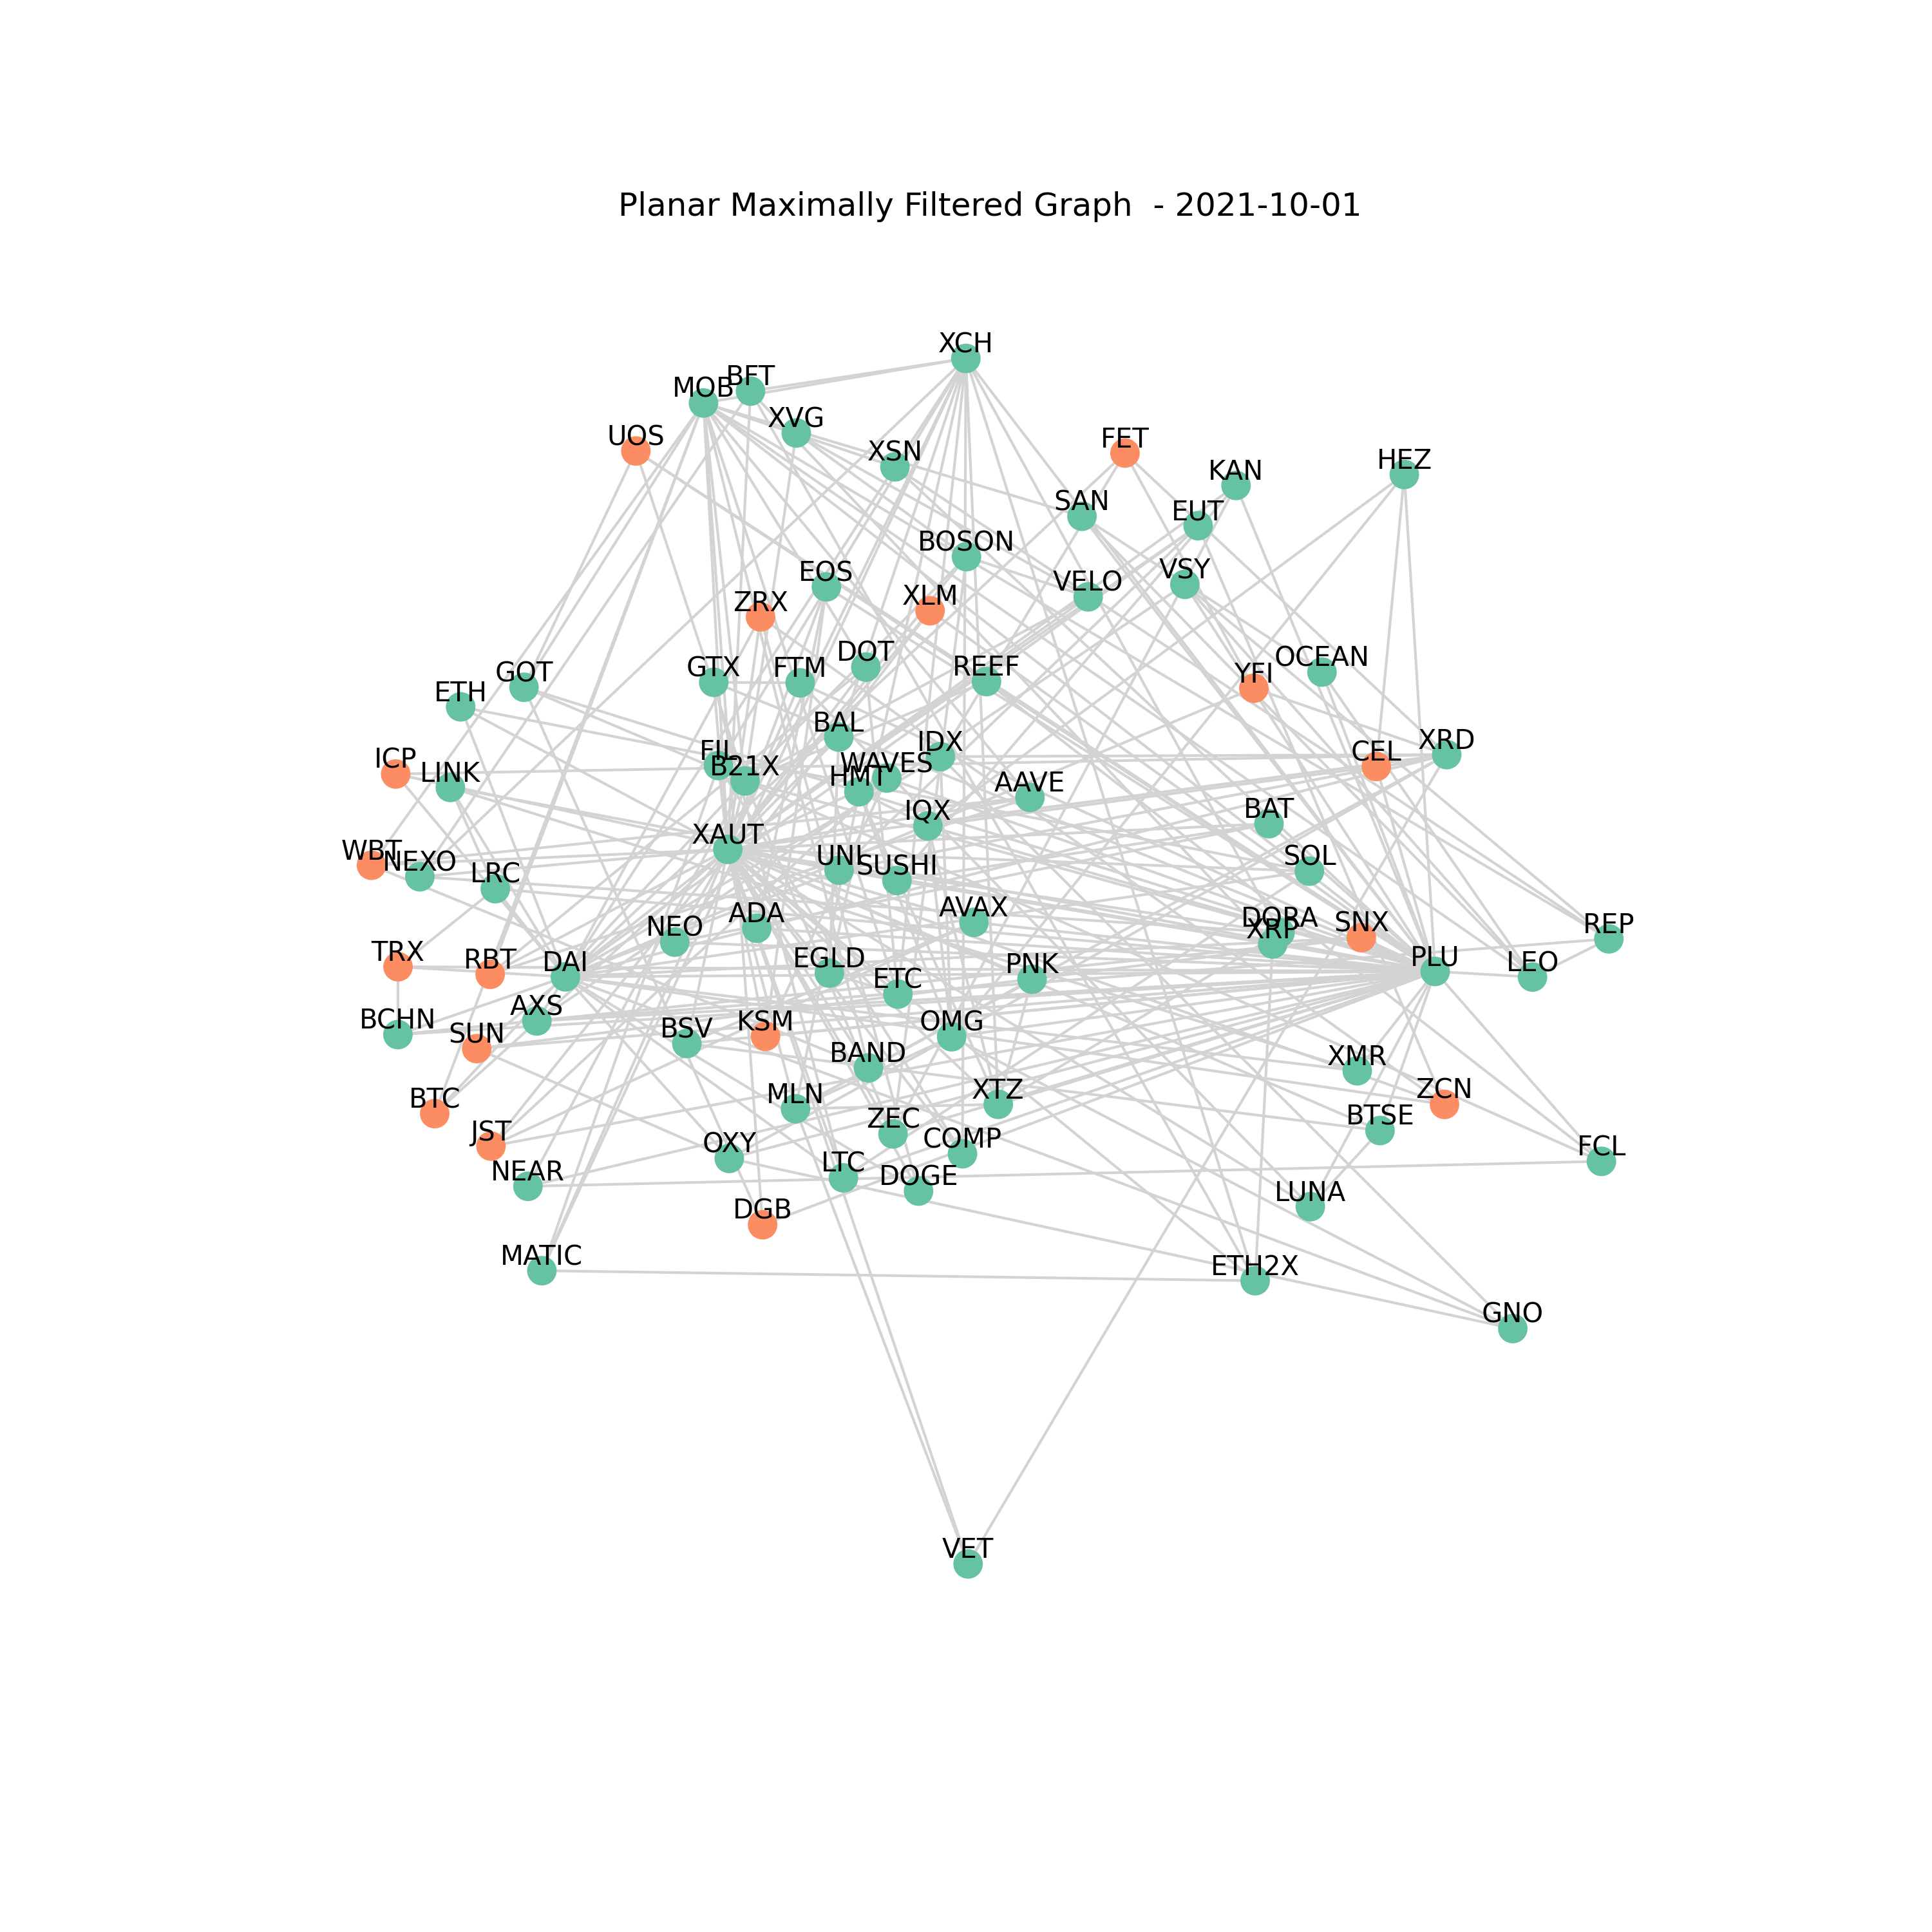 Planar Maximally Filtered Graph  - 2021-10-01
XCH
BFT
MOB
XVG
UOS
FET
XSN
HEZ
KAN
SAN
EUT
BOSON
EOS
VSY
VELO
XLM
ZRX
DOT
OCEAN
GTX
FTM
REEF
GOT
YFI
ETH
BAL
IDX
XRD
FIL
CEL
ICP
WAVES
B21X
LINK
HMT
AAVE
BAT
IQX
XAUT
WBT
UNI
SOL
NEXO
SUSHI
LRC
AVAX
ADA
DORA
SNX
REP
NEO
XRP
TRX
PLU
EGLD
RBT
DAI
PNK
LEO
ETC
AXS
BCHN
KSM
OMG
BSV
SUN
BAND
XMR
ZCN
XTZ
MLN
BTC
BTSE
ZEC
JST
COMP
OXY
FCL
LTC
NEAR
DOGE
LUNA
DGB
MATIC
ETH2X
GNO
VET